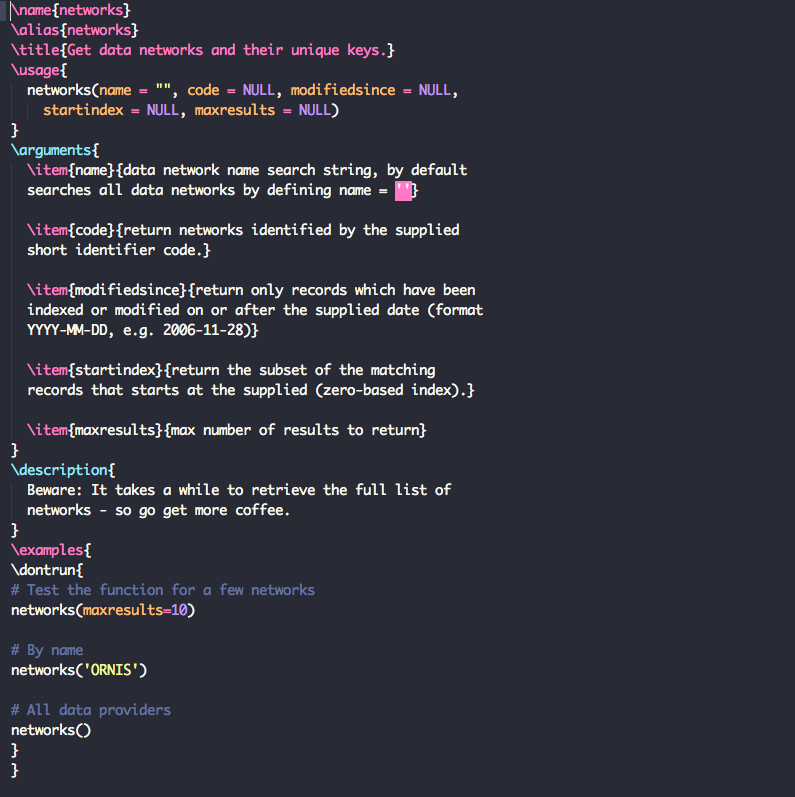 \name{networks}
\alias{networks}
\title{Get data networks and their unique keys.}
\usage{
  networks(name = "", code = NULL, modifiedsince = NULL,
    startindex = NULL, maxresults = NULL)
}
\arguments{
  \item{name}{data network name search string, by default
  searches all data networks by defining name = ''}

  \item{code}{return networks identified by the supplied
  short identifier code.}

  \item{modifiedsince}{return only records which have been
  indexed or modified on or after the supplied date (format
  YYYY-MM-DD, e.g. 2006-11-28)}

  \item{startindex}{return the subset of the matching
  records that starts at the supplied (zero-based index).}

  \item{maxresults}{max number of results to return}
}
\description{
  Beware: It takes a while to retrieve the full list of
  networks - so go get more coffee.
}
\examples{
\dontrun{
# Test the function for a few networks
networks(maxresults=10)

# By name
networks('ORNIS')

# All data providers
networks()
}
}